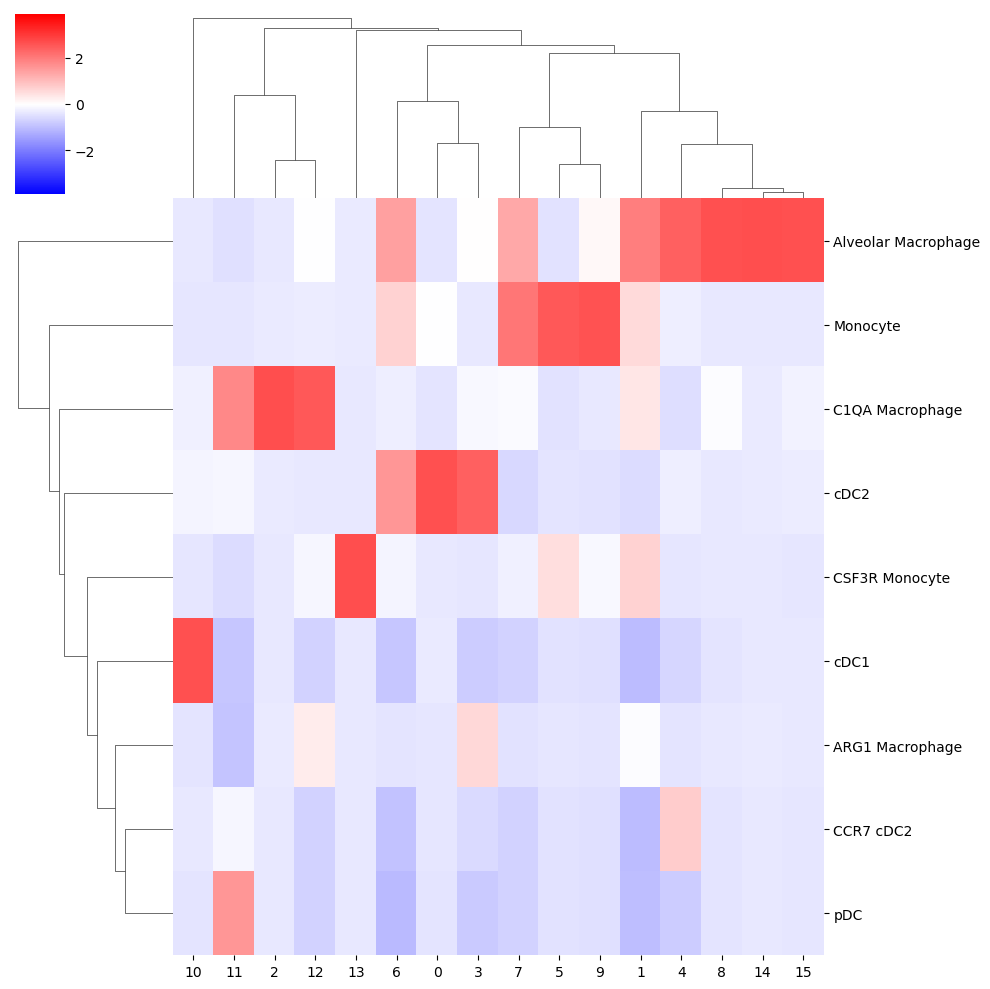 2
0
−2
Alveolar Macrophage
Monocyte
C1QA Macrophage
cDC2
CSF3R Monocyte
cDC1
ARG1 Macrophage
CCR7 cDC2
pDC
10 11 2 12 13 6 0 3 7 5 9 1 4 8 14 15